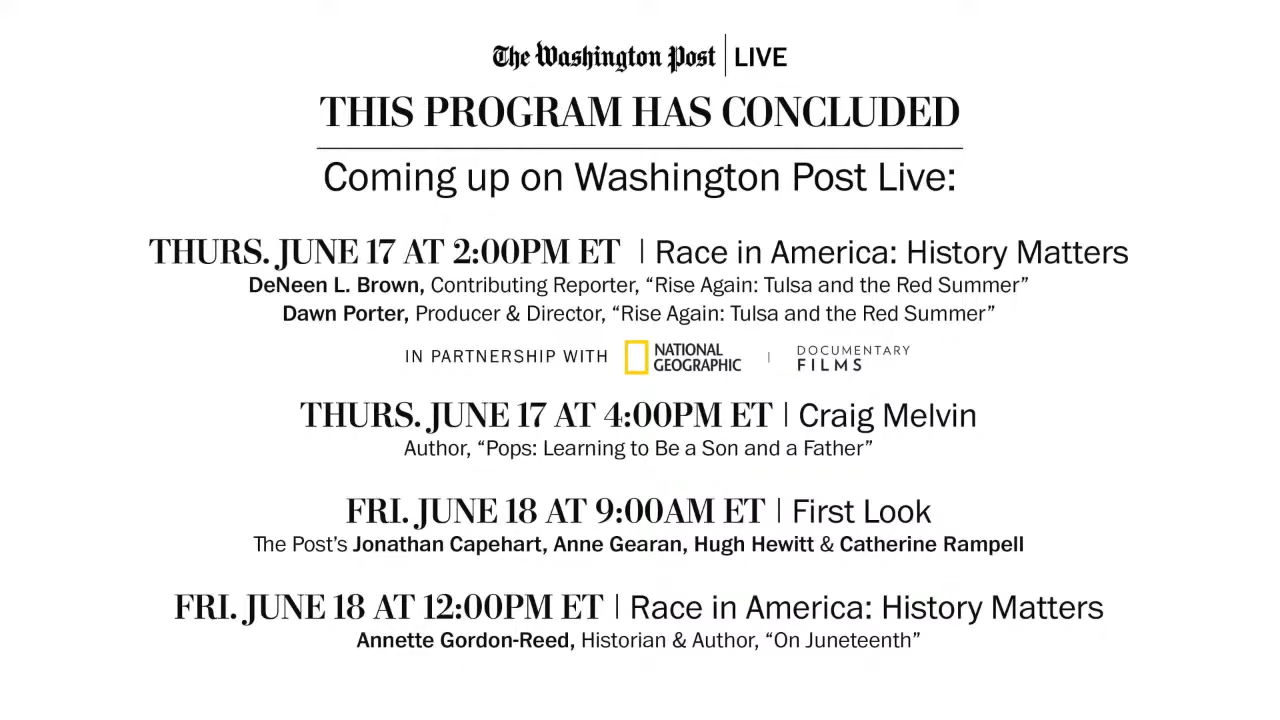 The Washington Post | LIVE
THIS PROGRAM HAS CONCLUDED
Coming up on Washington Post Live:
THURS. JUNE 17 AT 2:00PM ET | Race in America: History Matters
DeNeen L. Brown, Contributing Reporter, “Rise Again: Tulsa and the Red Summer”
Dawn Porter, Producer & Director, “Rise Again: Tulsa and the Red Summer”
IN PARTNERSHIP WITH NATIONAL GEOGRAPHIC | DOCUMENTARY FILMS
THURS. JUNE 17 AT 4:00PM ET | Craig Melvin
Author, “Pops: Learning to Be a Son and a Father”
FRI. JUNE 18 AT 9:00AM ET | First Look
The Post’s Jonathan Capehart, Anne Gearan, Hugh Hewitt & Catherine Rampell
FRI. JUNE 18 AT 12:00PM ET | Race in America: History Matters
Annette Gordon-Reed, Historian & Author, “On Juneteenth”